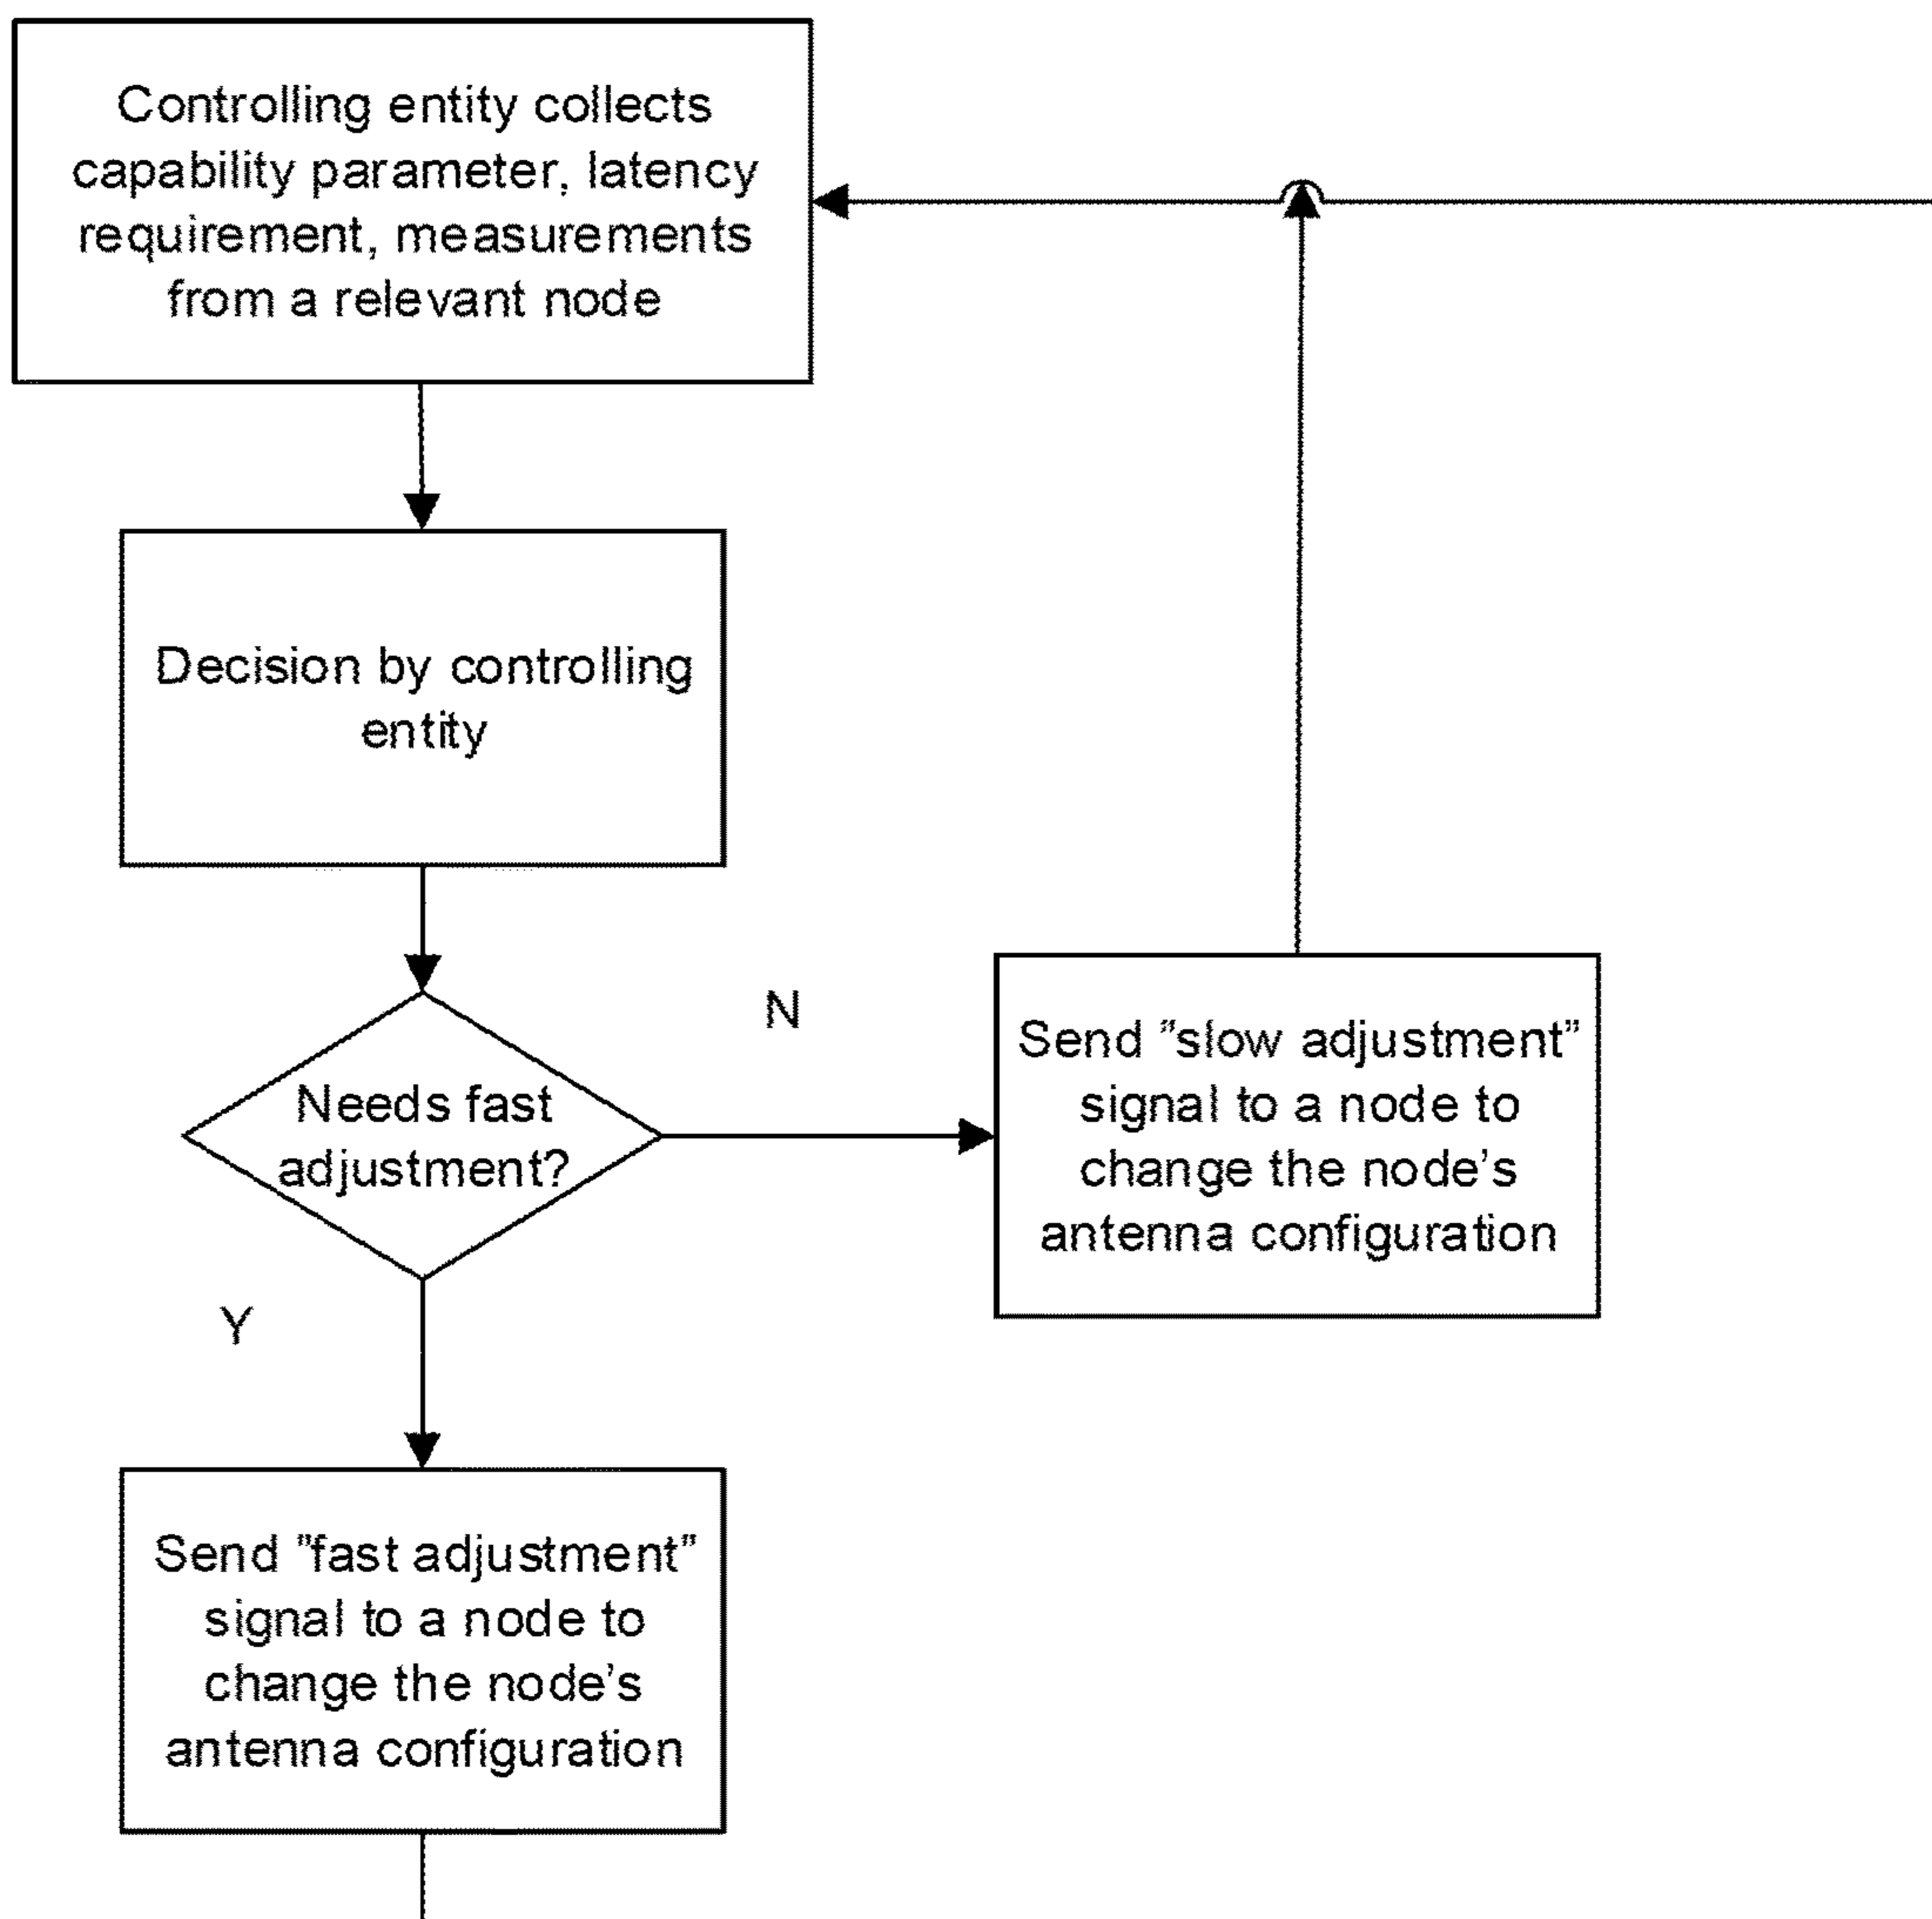 Controlling entity collects
capability parameter, latency
requirement, measurements
from a relevant node
Decision by controlling
entity
Needs fast
adjustment?
N
Y
Send ”slow adjustment”
signal to a node to
change the node’s
antenna configuration
Send ”fast adjustment”
signal to a node to
change the node’s
antenna configuration